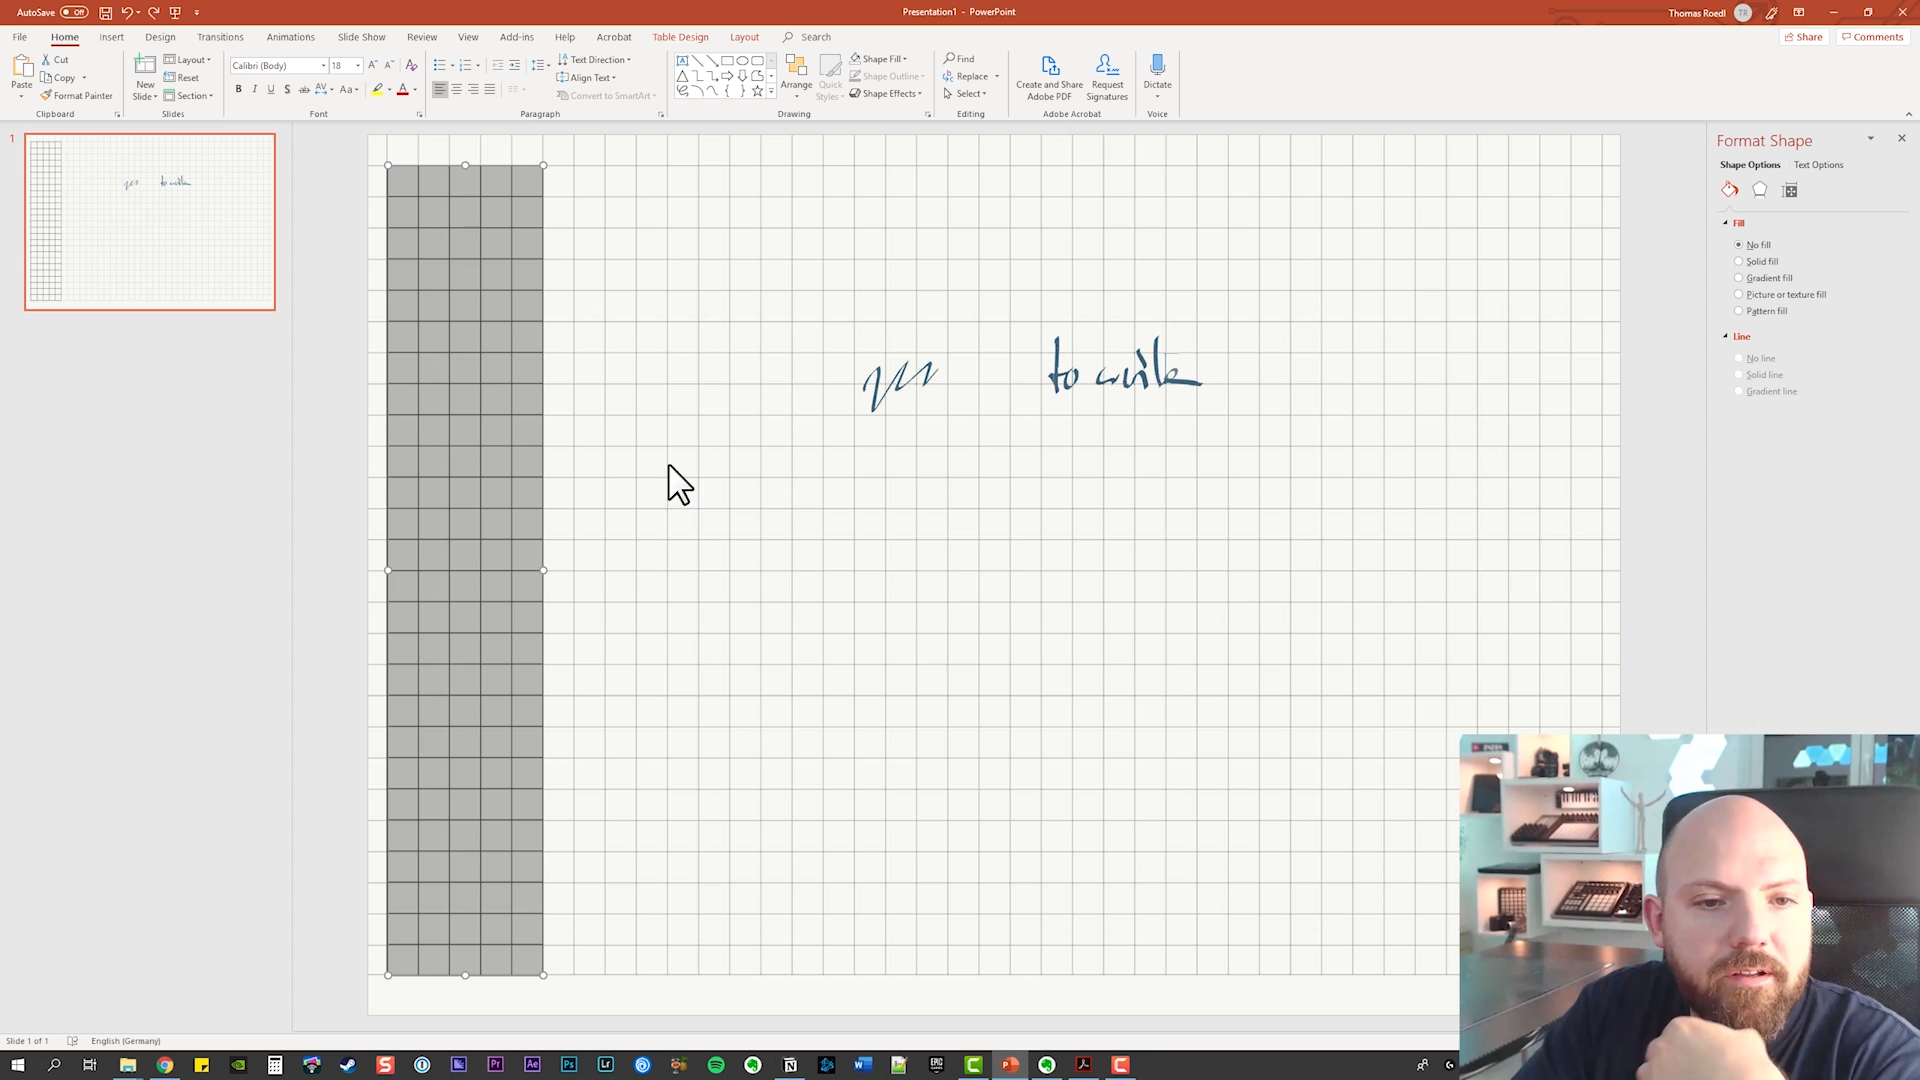 AutoSave Off
Presentation1 - PowerPoint
Thomas Roedl TR
File Home Insert Design Transitions Animations Slide Show Review View Add-ins Help Acrobat Table Design Layout Search
Share Comments
Paste
Cut
Copy
Format Painter
Clipboard
New Slide
Layout
Reset
Section
Slides
Calibri (Body) 18
B I U S ab AV Aa A
Font
Text Direction
Align Text
Convert to SmartArt
Paragraph
Arrange
Quick Styles
Shape Fill
Shape Outline
Shape Effects
Drawing
Find
Replace
Select
Editing
Create and Share Adobe PDF
Request Signatures
Adobe Acrobat
Dictate
Voice
1
to write
Format Shape
Shape Options Text Options
Fill
No fill
Solid fill
Gradient fill
Picture or texture fill
Pattern fill
Line
No line
Solid line
Gradient line
Slide 1 of 1 English (Germany)